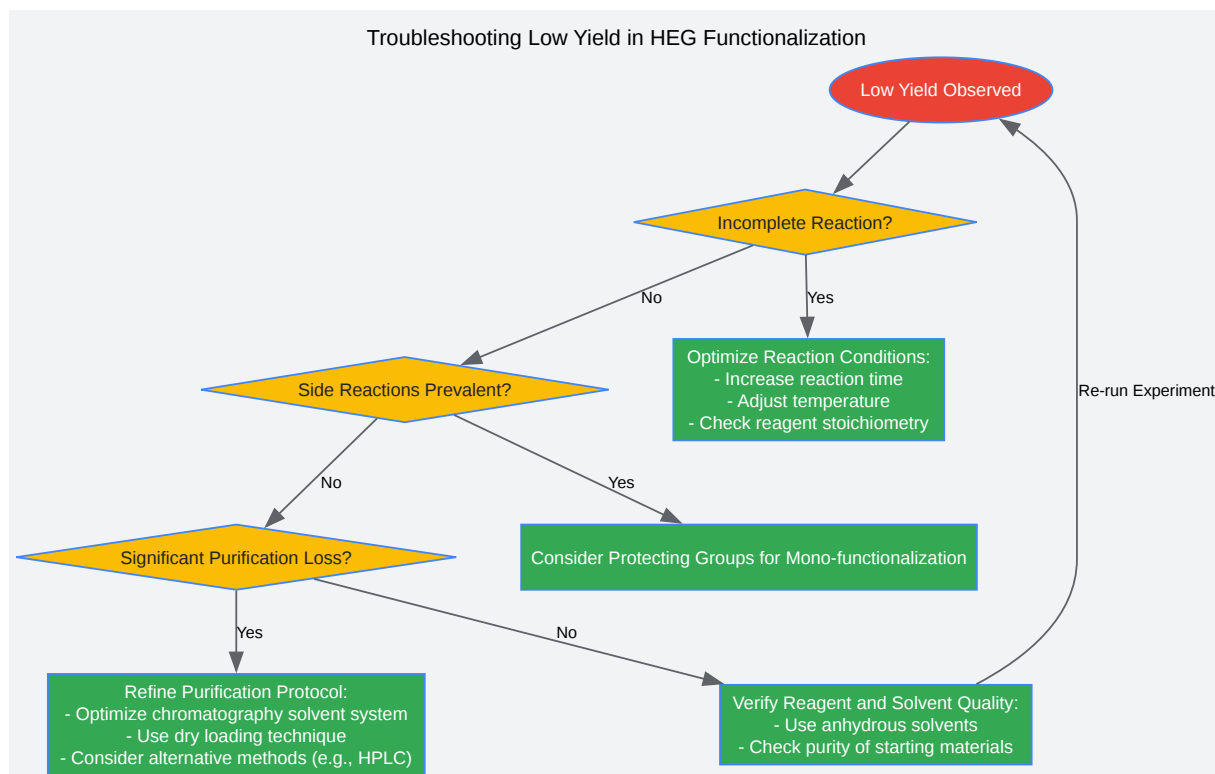 Troubleshooting Low Yield in HEG Functionalization
Low Yield Observed
Incomplete Reaction?
No
Yes
Optimize Reaction Conditions:
- Increase reaction time
- Adjust temperature
- Check reagent stoichiometry
Side Reactions Prevalent?
Re-run Experiment
No
Yes
Consider Protecting Groups for Mono-functionalization
Significant Purification Loss?
Yes
No
Refine Purification Protocol:
- Optimize chromatography solvent system
- Use dry loading technique
- Consider alternative methods (e.g., HPLC)
Verify Reagent and Solvent Quality:
- Use anhydrous solvents
- Check purity of starting materials